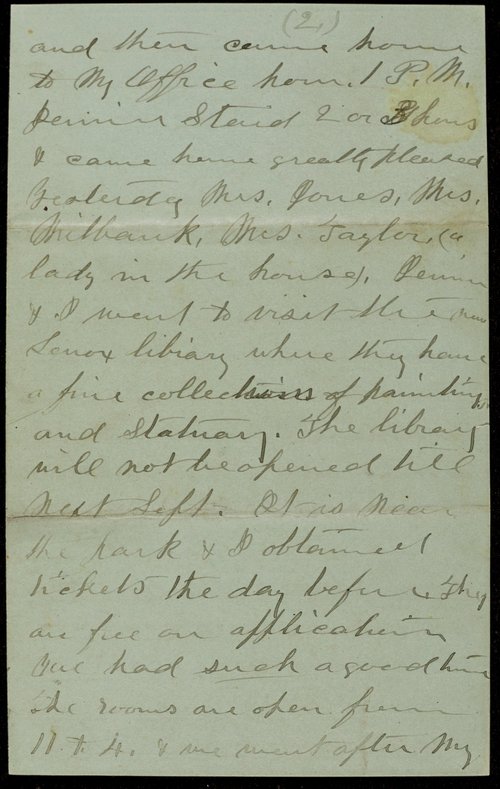 (2,)
and then came home
to My Office hour. 1 P. M.
Jennie Staid 2 or 3 hours
& came home greatly pleased
Yesterday Mrs. Jones, Mrs.
Milbank, Mrs. Taylor, (a
lady in the house), Jennie
& I went to visit the new
Lenox library where they have
a fine collection of paintings
and Statuary. The library
will not be opened till
Next Sept. It is near
the park & I obtained
tickets the day before. They
are free on application
We had such a good time
The rooms are open from
11 to 4. & we went after My